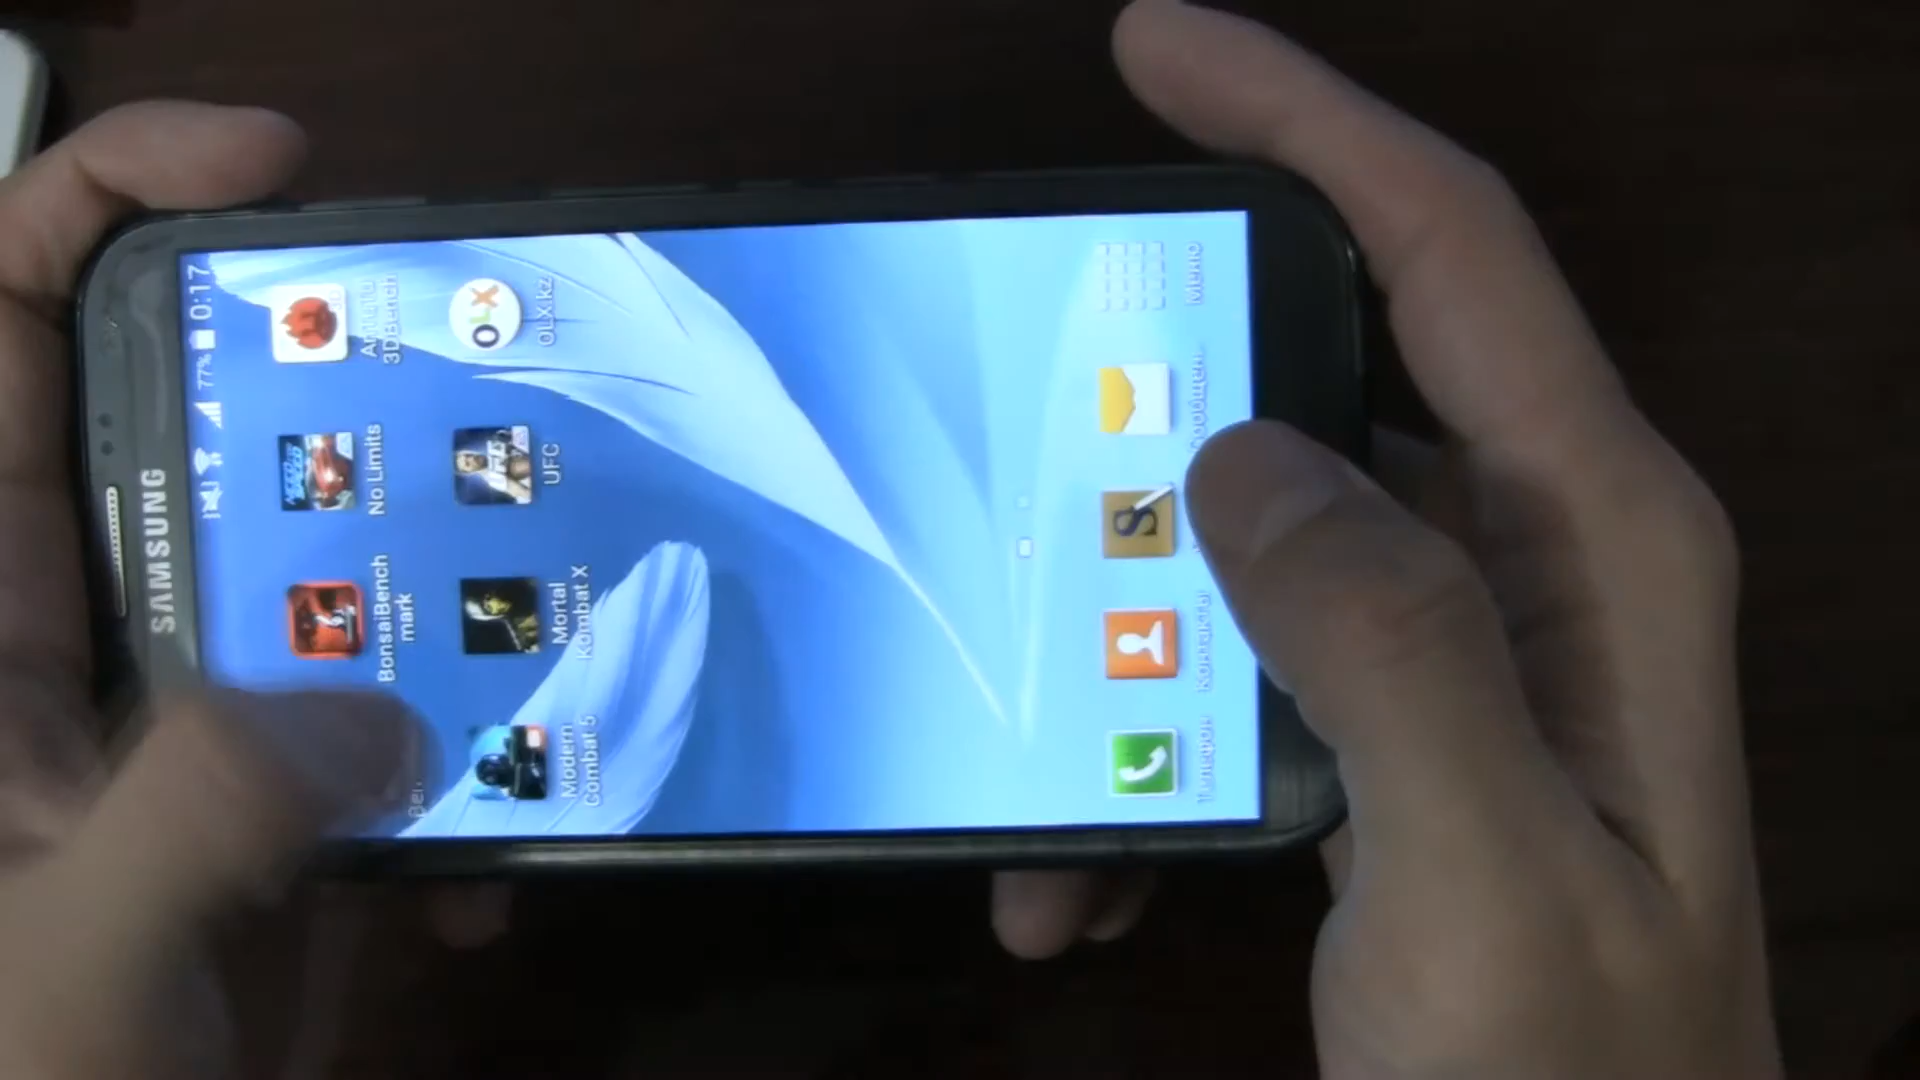 SAMSUNG
77% 0:17
BonsaiBench
mark
No Limits
AnTuTu
3DBench
Modern
Combat 5
Mortal
Kombat X
UFC
OLX
OLX.kz
Телефон
Контакты
S
Меню